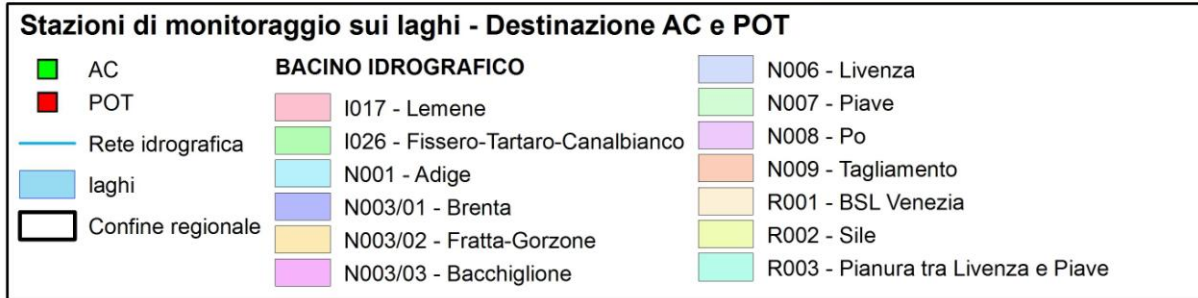 Stazioni di monitoraggio sui laghi - Destinazione AC e POT
AC
POT
Rete idrografica
laghi
Confine regionale
BACINO IDROGRAFICO
I017 - Lemene
I026 - Fissero-Tartaro-Canalbianco
N001 - Adige
N003/01 - Brenta
N003/02 - Fratta-Gorzone
N003/03 - Bacchiglione
N006 - Livenza
N007 - Piave
N008 - Po
N009 - Tagliamento
R001 - BSL Venezia
R002 - Sile
R003 - Pianura tra Livenza e Piave